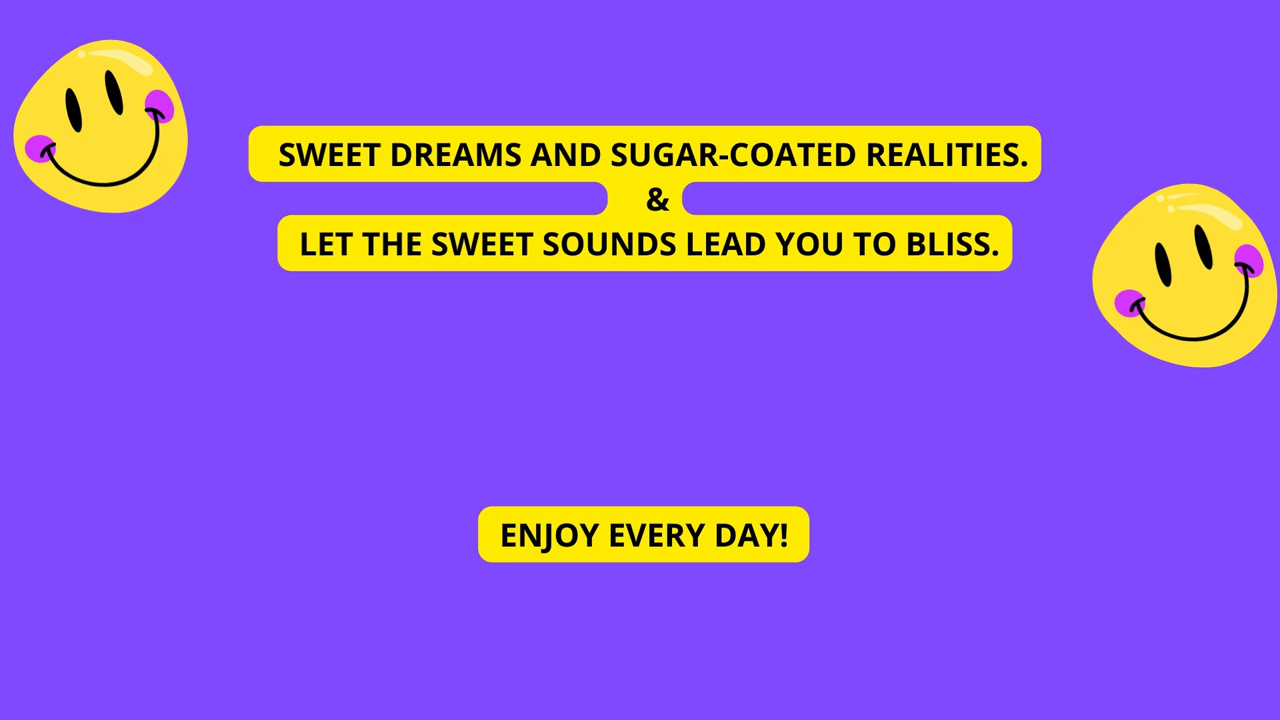 SWEET DREAMS AND SUGAR-COATED REALITIES.
&
LET THE SWEET SOUNDS LEAD YOU TO BLISS.
ENJOY EVERY DAY!